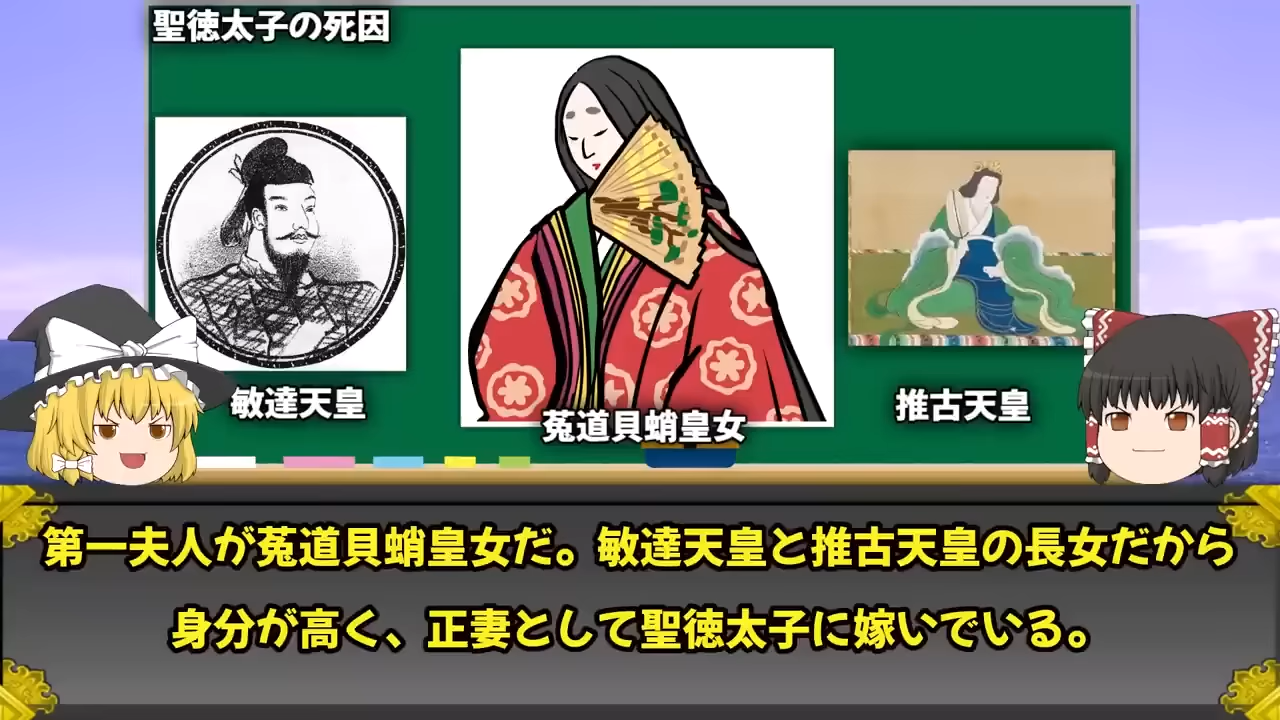 聖徳太子の死因
敏達天皇
菟道貝蛸皇女
推古天皇
第一夫人が菟道貝蛸皇女だ。敏達天皇と推古天皇の長女だから
身分が高く、正妻として聖徳太子に嫁いでいる。